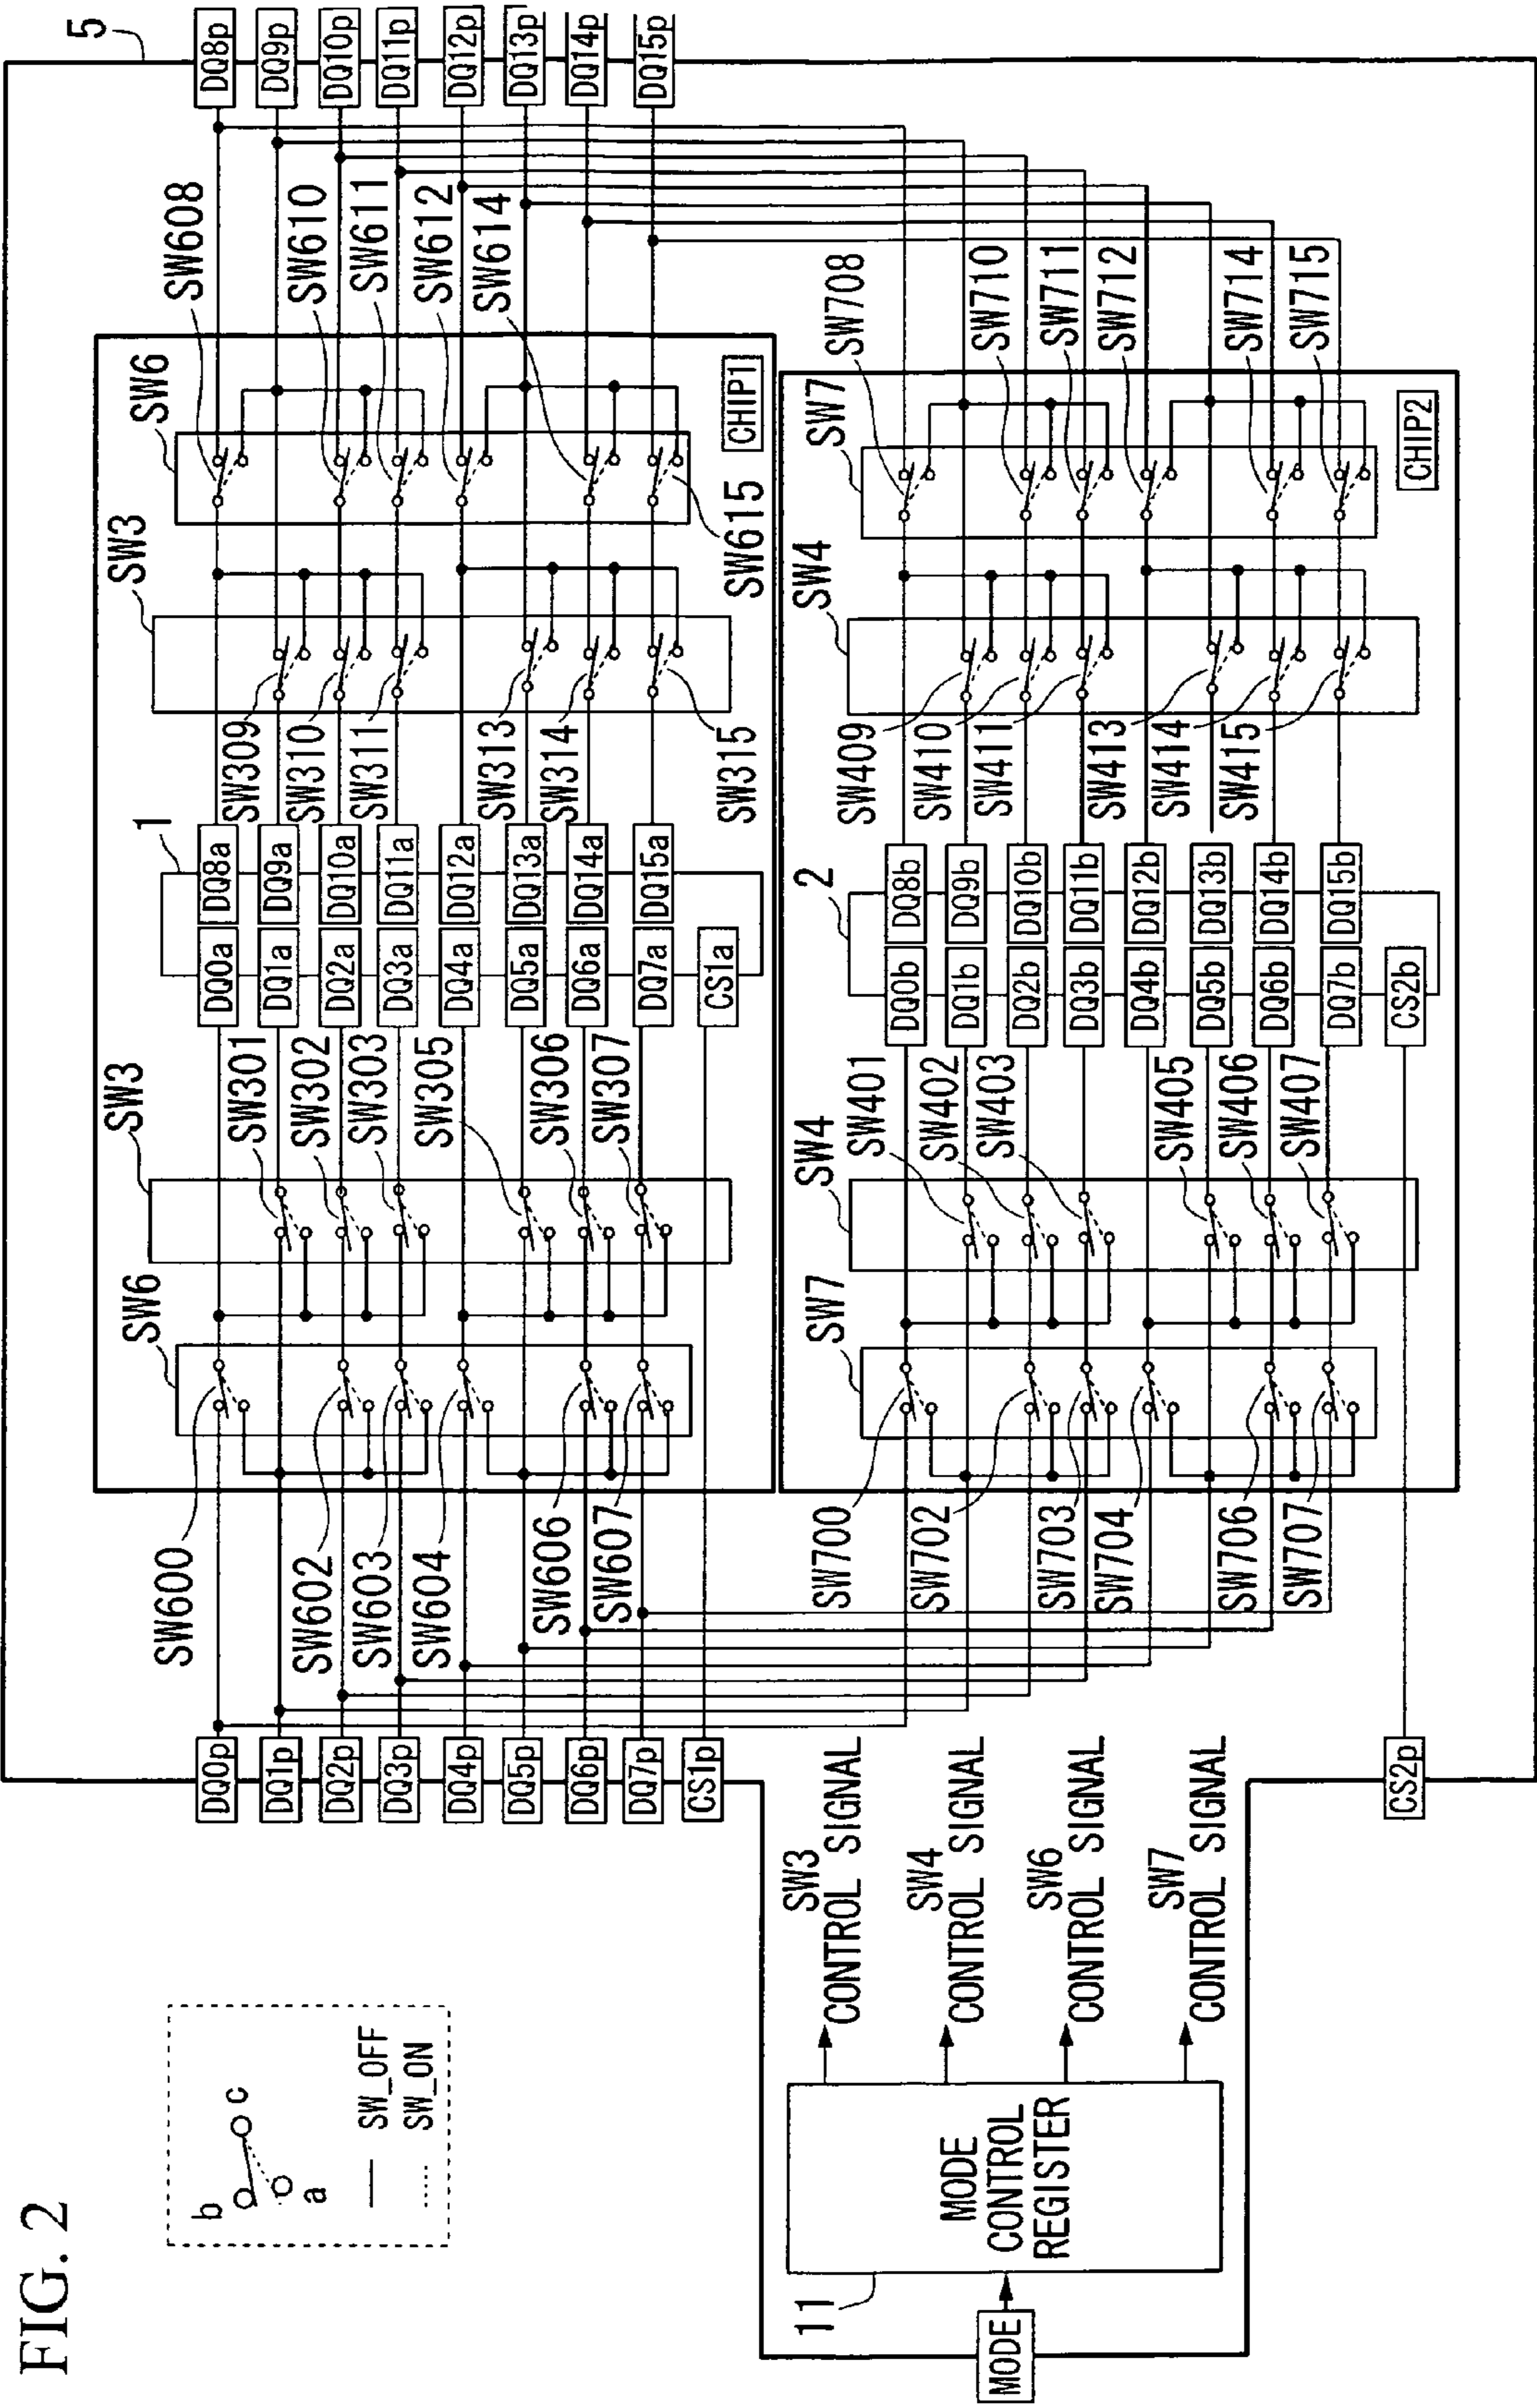 FIG. 2
b
c
a
SW_OFF
SW_ON
5
DQ0p
DQ1p
DQ2p
DQ3p
DQ4p
DQ5p
DQ6p
DQ7p
CS1p
CS2p
SW600
SW602
SW603
SW604
SW606
SW607
SW6
SW3
SW301
SW302
SW303
SW305
SW306
SW307
1
DQ0a
DQ1a
DQ2a
DQ3a
DQ4a
DQ5a
DQ6a
DQ7a
CS1a
DQ8a
DQ9a
DQ10a
DQ11a
DQ12a
DQ13a
DQ14a
DQ15a
SW309
SW310
SW311
SW313
SW314
SW315
SW3
SW6
SW615
CHIP1
SW608
SW610
SW611
SW612
SW614
DQ8p
DQ9p
DQ10p
DQ11p
DQ12p
DQ13p
DQ14p
DQ15p
SW700
SW702
SW703
SW704
SW706
SW707
SW7
SW4
SW401
SW402
SW403
SW405
SW406
SW407
2
DQ0b
DQ1b
DQ2b
DQ3b
DQ4b
DQ5b
DQ6b
DQ7b
CS2b
DQ8b
DQ9b
DQ10b
DQ11b
DQ12b
DQ13b
DQ14b
DQ15b
SW409
SW410
SW411
SW413
SW414
SW415
SW4
SW7
CHIP2
SW708
SW710
SW711
SW712
SW714
SW715
MODE
11
MODE
CONTROL
REGISTER
SW3
CONTROL SIGNAL
SW4
CONTROL SIGNAL
SW6
CONTROL SIGNAL
SW7
CONTROL SIGNAL